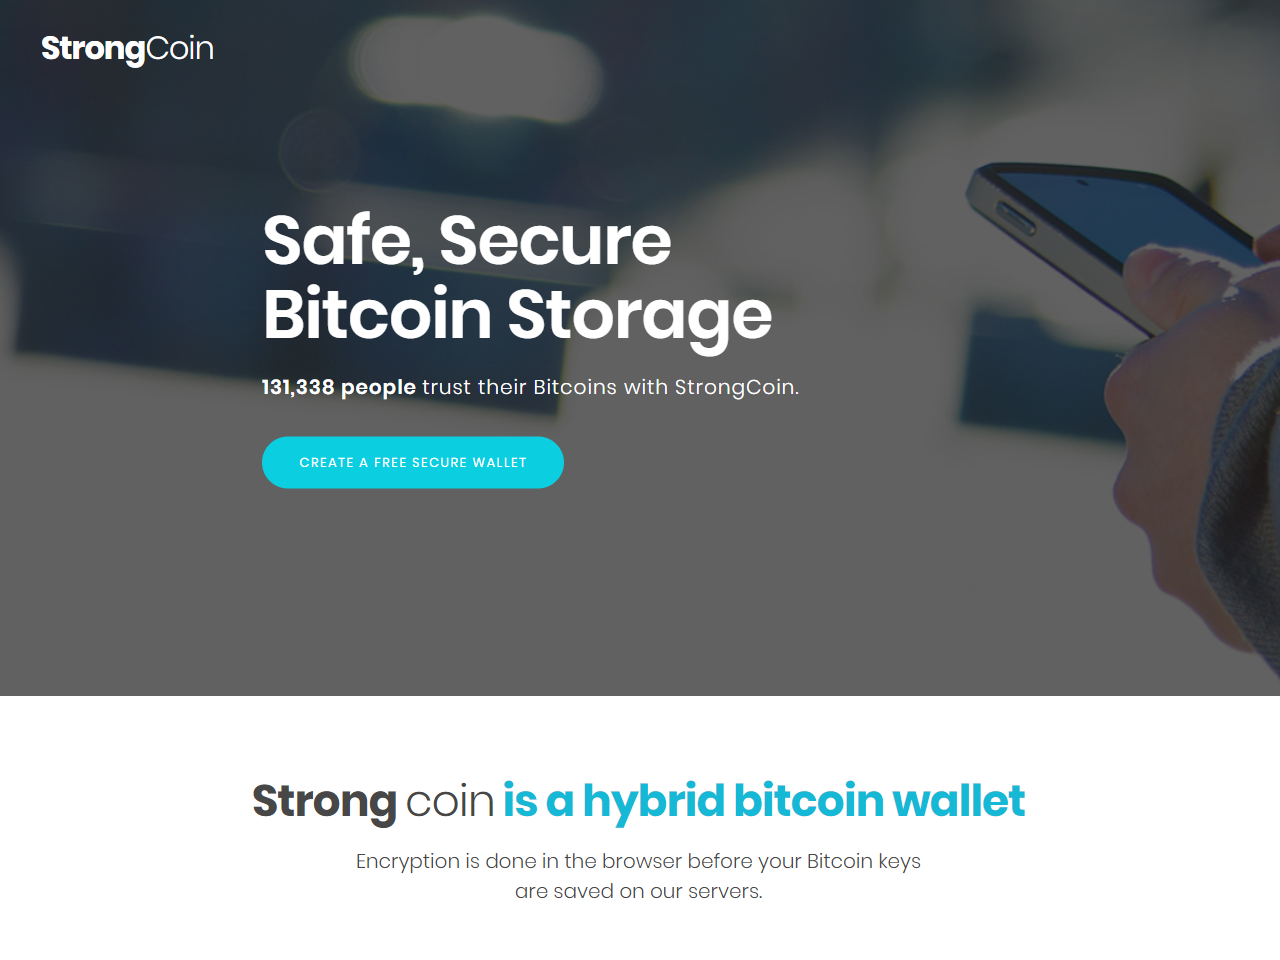 StrongCoin
Safe, Secure
Bitcoin Storage
131,338 people trust their Bitcoins with StrongCoin.
CREATE A FREE SECURE WALLET
Strong coin is a hybrid bitcoin wallet
Encryption is done in the browser before your Bitcoin keys
are saved on our servers.